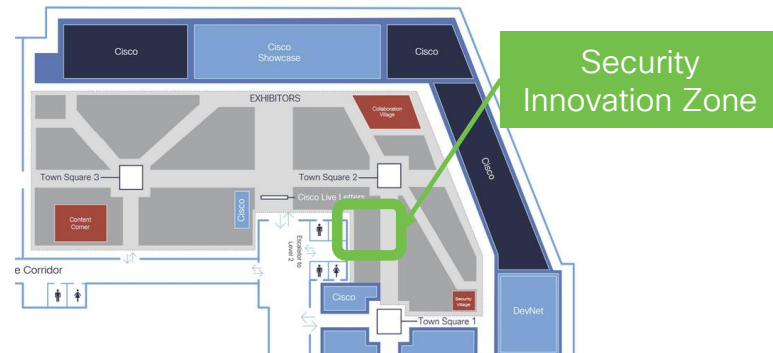 Cisco
Cisco
Showcase
Cisco
Security
Innovation Zone
EXHIBITORS
Collaboration
Village
Cisco
Town Square 3
Town Square 2
Cisco
Cisco Live Letters
Content
Corner
Escalator to
Level 2
e Corridor
Cisco
Security
Village
DevNet
Town Square 1